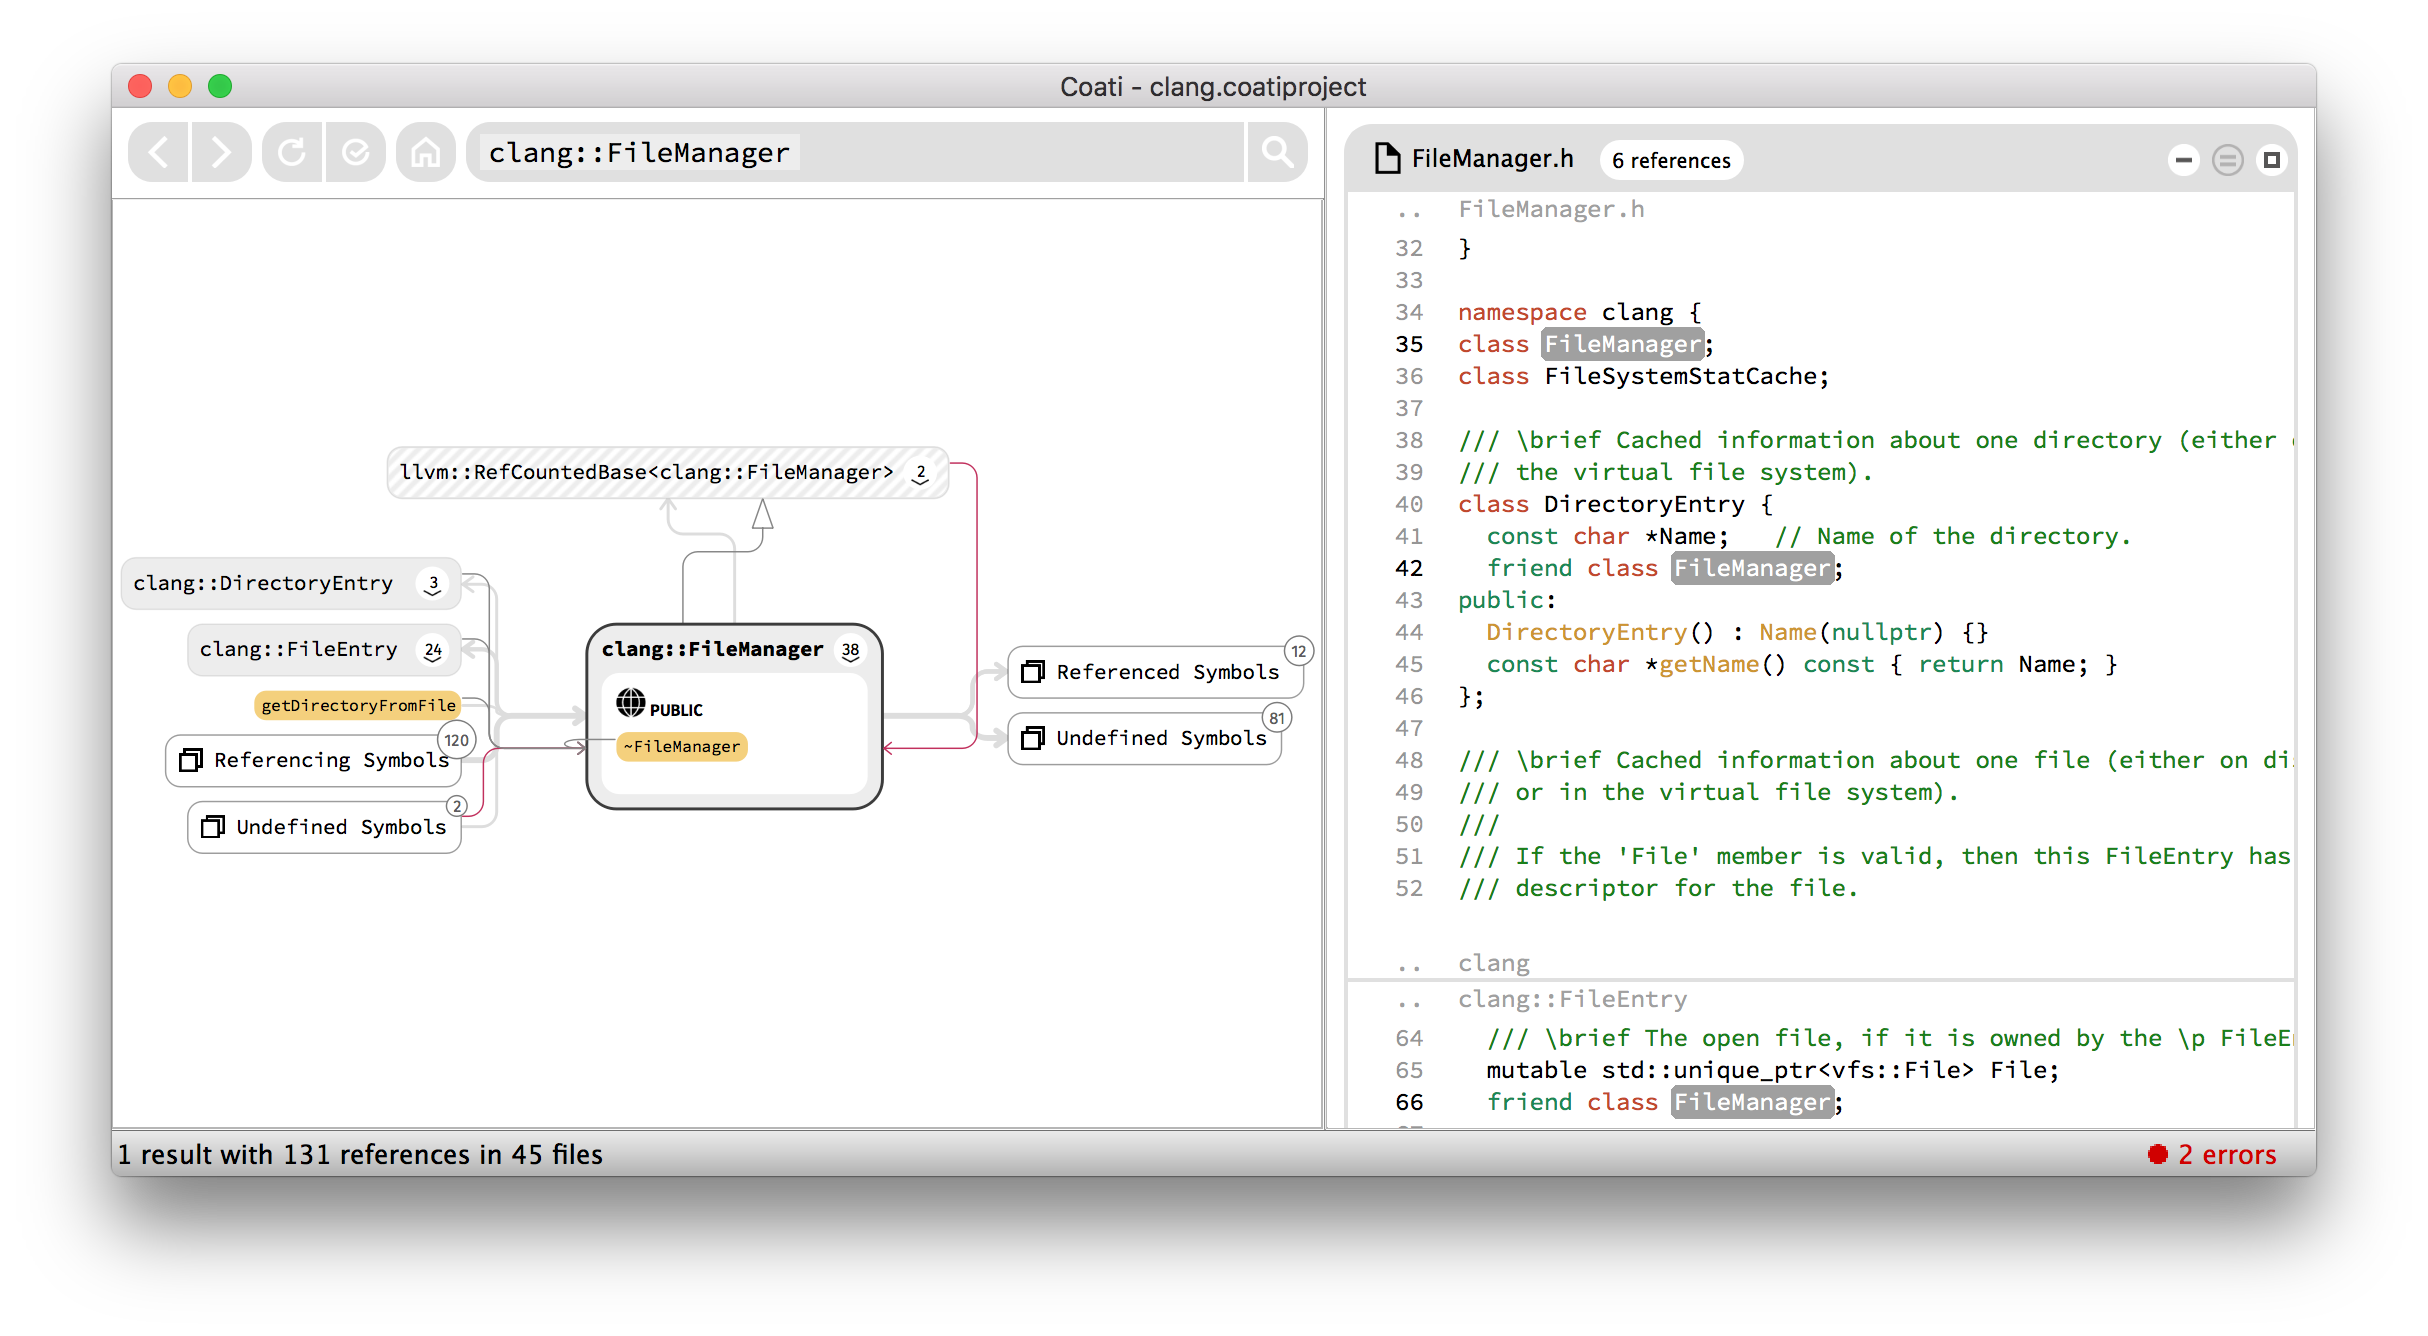 Coati - clang.coatiproject
clang::FileManager
llvm::RefCountedBase<clang::FileManager> 2
clang::DirectoryEntry 3
clang::FileEntry 24
getDirectoryFromFile
120
Referencing Symbols
2
Undefined Symbols
clang::FileManager 38
PUBLIC
~FileManager
12
Referenced Symbols
81
Undefined Symbols
FileManager.h 6 references
.. FileManager.h
32 }
33
34 namespace clang {
35 class FileManager;
36 class FileSystemStatCache;
37
38 /// \brief Cached information about one directory (either
39 /// the virtual file system).
40 class DirectoryEntry {
41 const char *Name; // Name of the directory.
42 friend class FileManager;
43 public:
44 DirectoryEntry() : Name(nullptr) {}
45 const char *getName() const { return Name; }
46 };
47
48 /// \brief Cached information about one file (either on di
49 /// or in the virtual file system).
50 ///
51 /// If the 'File' member is valid, then this FileEntry has
52 /// descriptor for the file.
.. clang
.. clang::FileEntry
64 /// \brief The open file, if it is owned by the \p FileE
65 mutable std::unique_ptr<vfs::File> File;
66 friend class FileManager;
1 result with 131 references in 45 files
2 errors